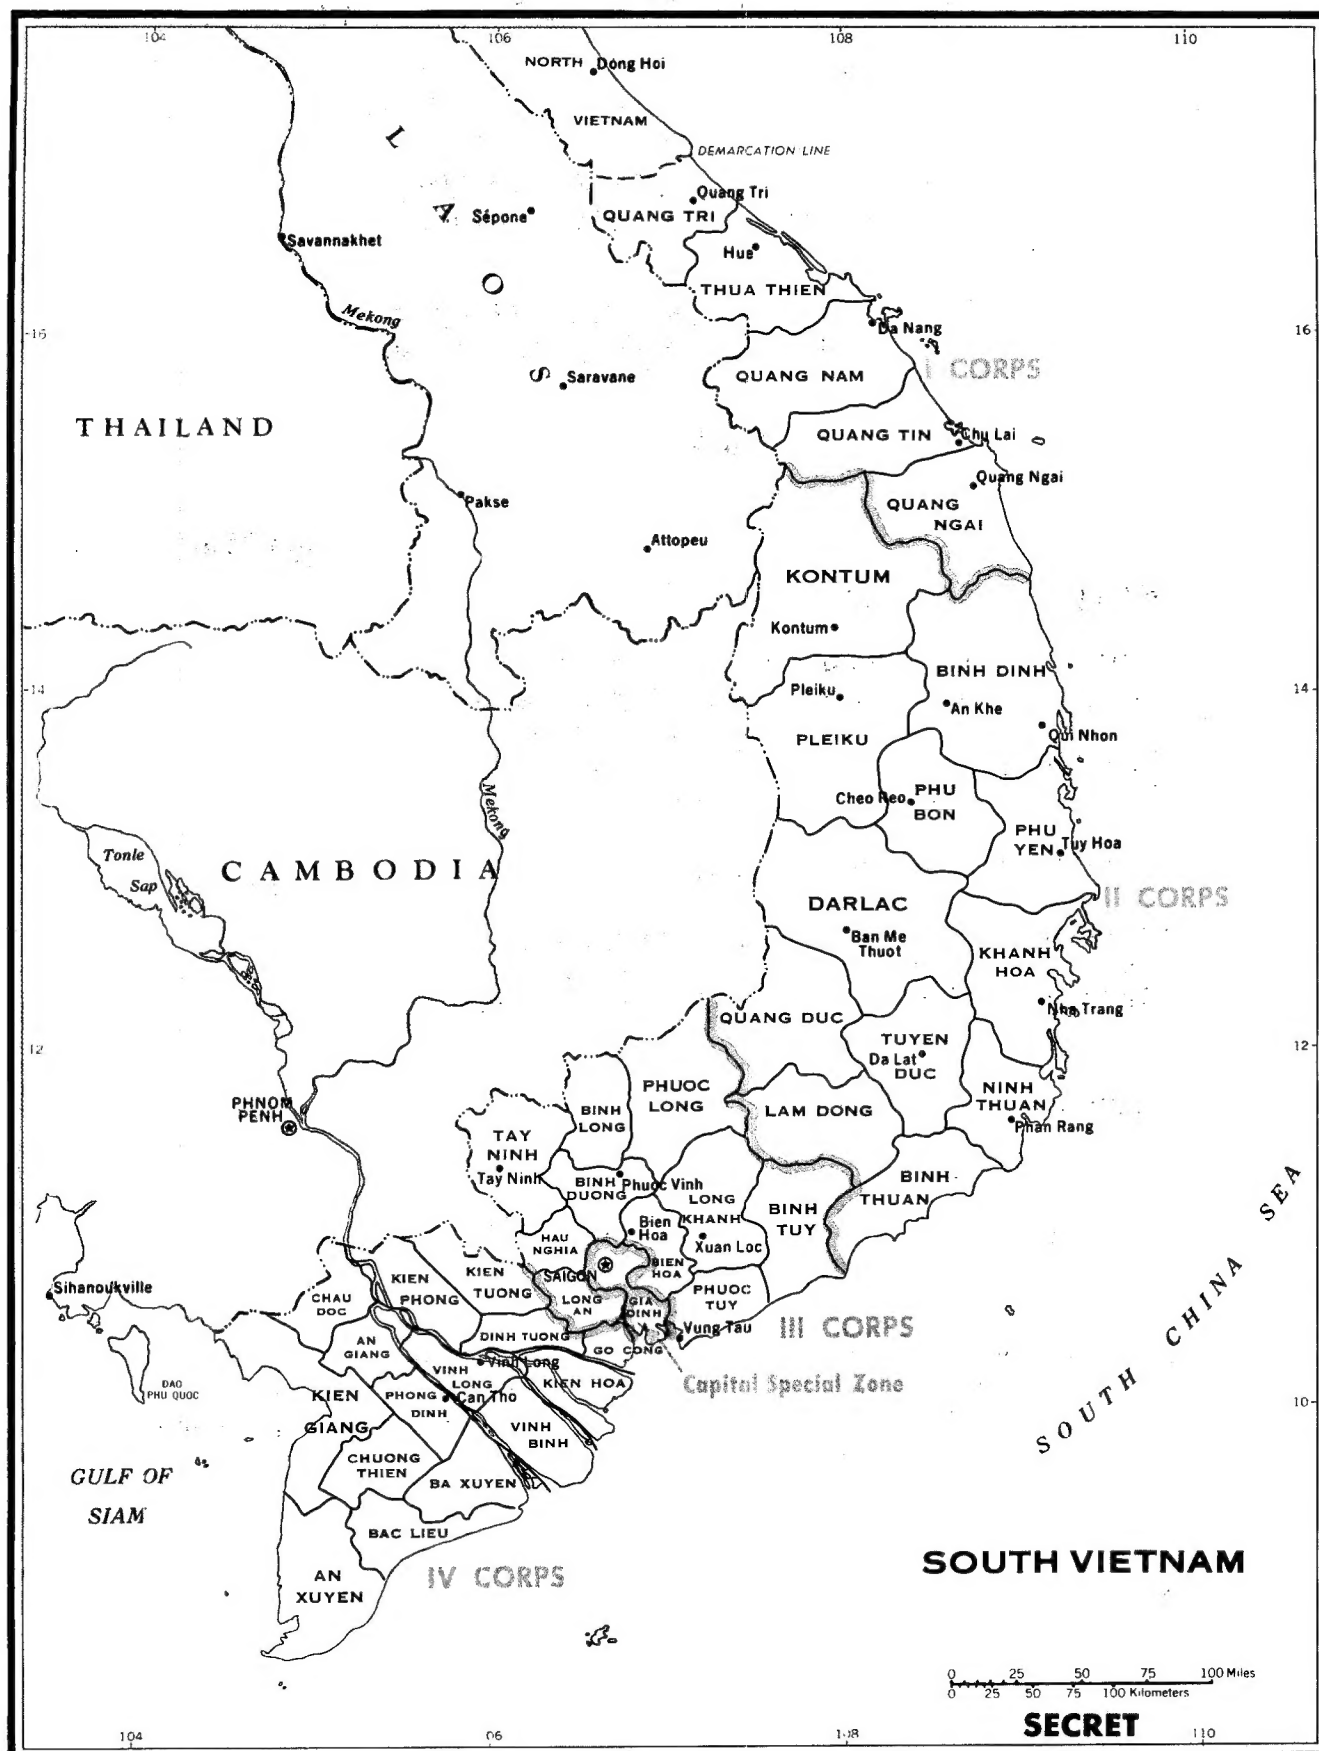 104
106
108
110
NORTH
Dong Hoi
VIETNAM
DEMARCATION LINE
L A O S
Sépone
Quang Tri
QUANG TRI
Savannakhet
Hue
THUA THIEN
Mekong
16
16
Da Nang
Saravane
QUANG NAM
I CORPS
THAILAND
QUANG TIN
Chu Lai
Pakse
Quang Ngai
QUANG
NGAI
Attopeu
KONTUM
Kontum
BINH DINH
14
14
Pleiku
An Khe
Qui Nhon
PLEIKU
Mekong
Cheo Reo
PHU
BON
PHU
YEN
Tuy Hoa
Tonle
Sap
CAMBODIA
DARLAC
II CORPS
Ban Me
Thuot
KHANH
HOA
Nha Trang
QUANG DUC
12
12
TUYEN
Da Lat
DUC
PHUOC
LONG
NINH
THUAN
PHNOM
PENH
BINH
LONG
LAM DONG
Phan Rang
TAY
NINH
Tay Ninh
BINH
DUONG
Phuoc Vinh
LONG
KHANH
BINH
THUAN
BINH
TUY
Bien
Hoa
Xuan Loc
HAU
NGHIA
SAIGON
BIEN
HOA
Sihanoukville
CHAU
DOC
KIEN
PHONG
KIEN
TUONG
LONG
AN
GIA
DINH
PHUOC
TUY
Vung Tau
III CORPS
AN
GIANG
DINH TUONG
GO CONG
Capital Special Zone
DAO
PHU QUOC
VINH
LONG
Vinh Long
KIEN HOA
KIEN
GIANG
PHONG
DINH
Can Tho
VINH
BINH
10
CHUONG
THIEN
BA XUYEN
GULF OF
SIAM
BAC LIEU
AN
XUYEN
IV CORPS
SOUTH CHINA SEA
SOUTH VIETNAM
0 25 50 75 100 Miles
0 25 50 75 100 Kilometers
SECRET
104
06
108
110